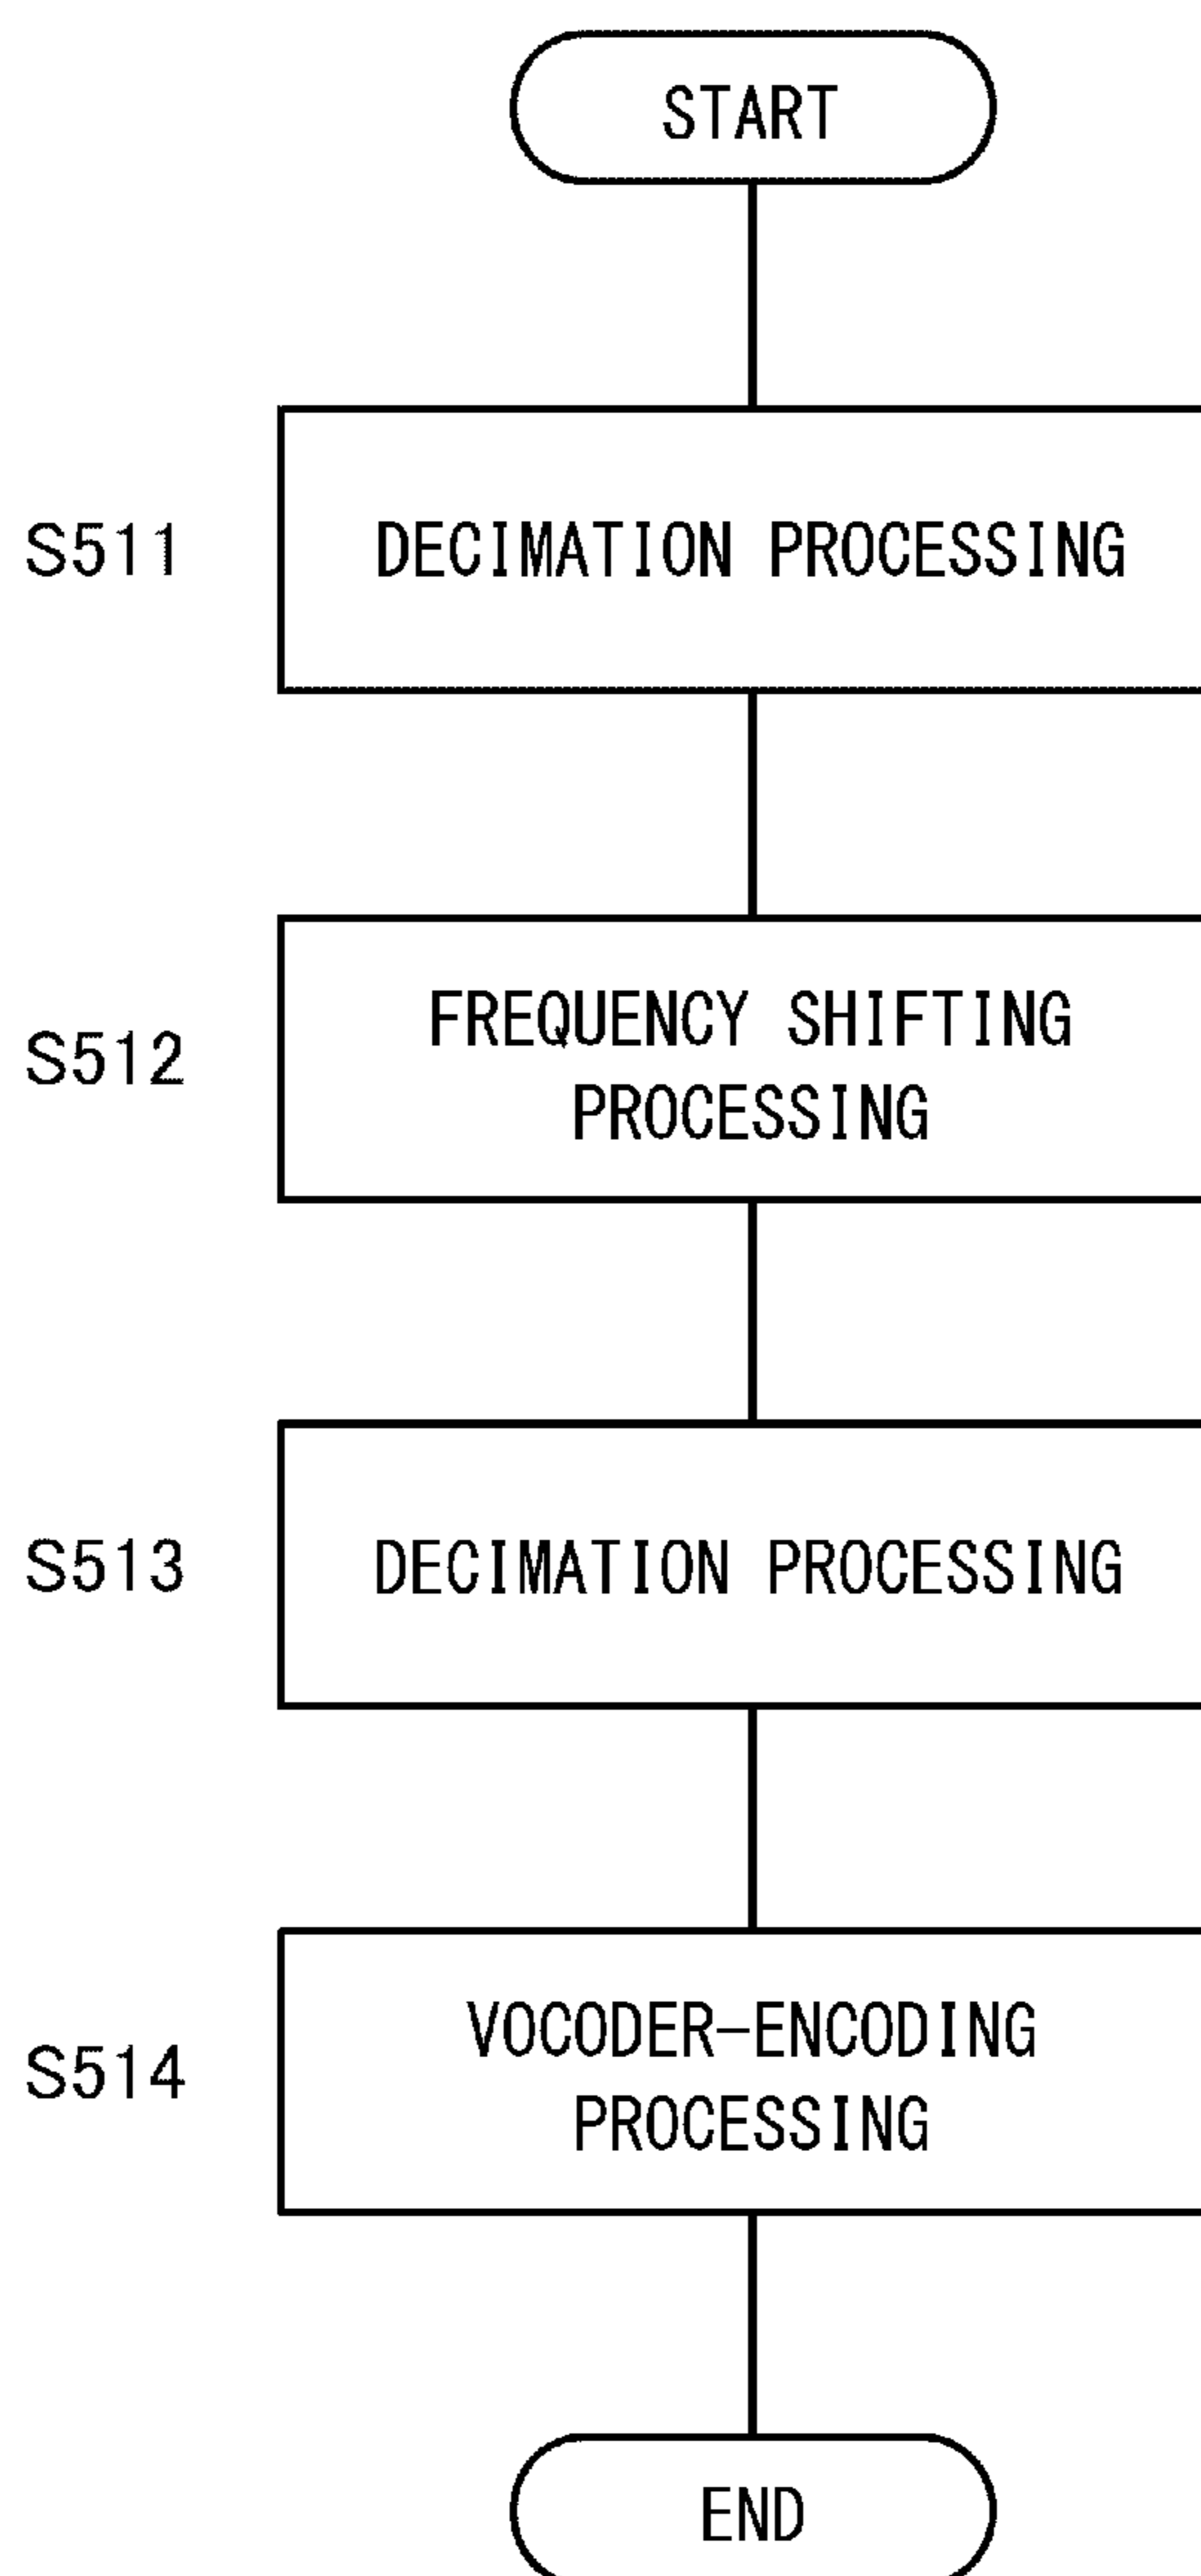 START
S511
DECIMATION PROCESSING
S512
FREQUENCY SHIFTING
PROCESSING
S513
DECIMATION PROCESSING
S514
VOCODER-ENCODING
PROCESSING
END